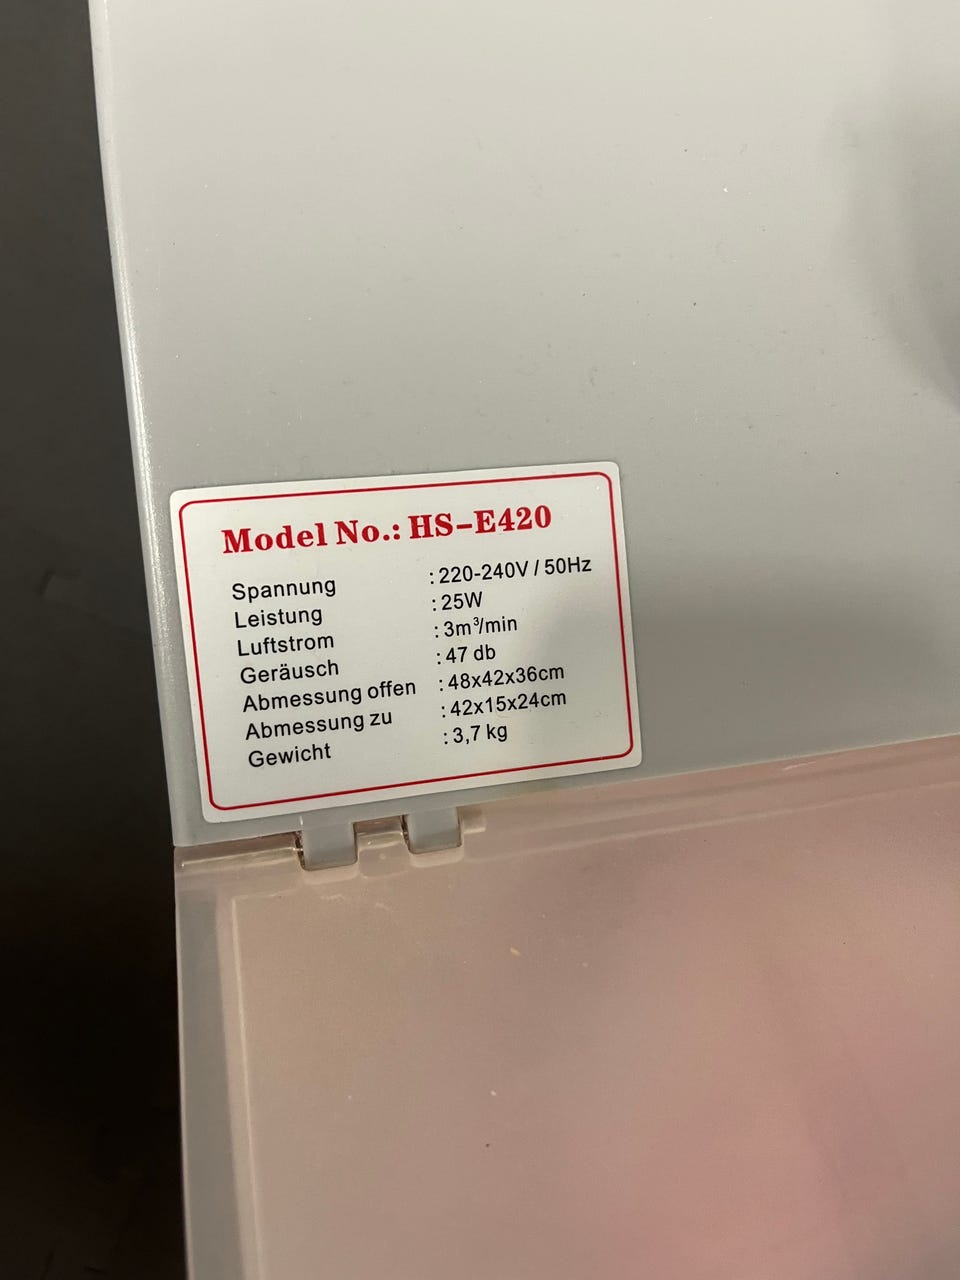 Model No.: HS-E420
Spannung : 220-240V / 50Hz
Leistung : 25W
Luftstrom : 3m³/min
Geräusch : 47 db
Abmessung offen : 48x42x36cm
Abmessung zu : 42x15x24cm
Gewicht : 3,7 kg